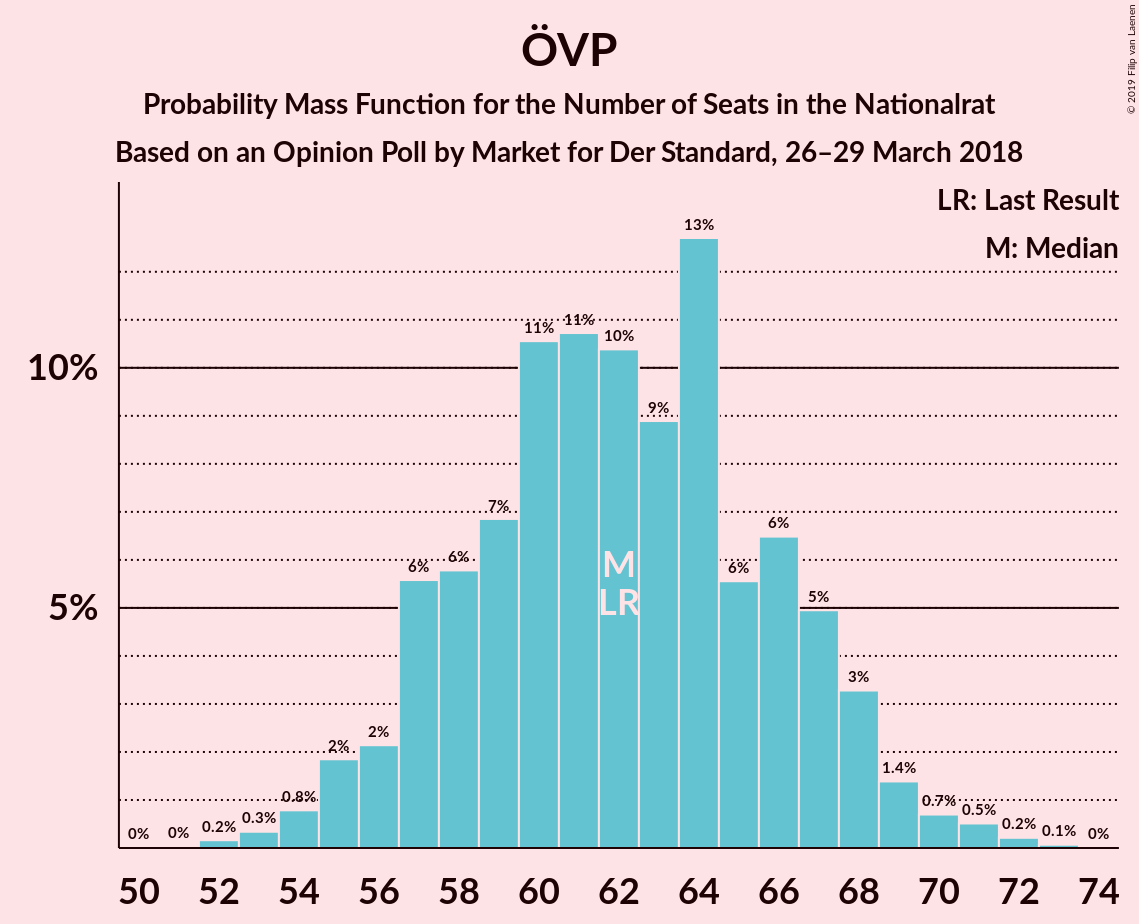 ÖVP
Probability Mass Function for the Number of Seats in the Nationalrat
Based on an Opinion Poll by Market for Der Standard, 26–29 March 2018
© 2019 Filip van Laenen
LR: Last Result
M: Median
10%
5%
0% 0% 0.2% 0.3% 0.8% 2% 2% 6% 6% 7% 11% 11% 10% 9% 13% 6% 6% 5% 3% 1.4% 0.7% 0.5% 0.2% 0.1% 0%
M
LR
50 52 54 56 58 60 62 64 66 68 70 72 74